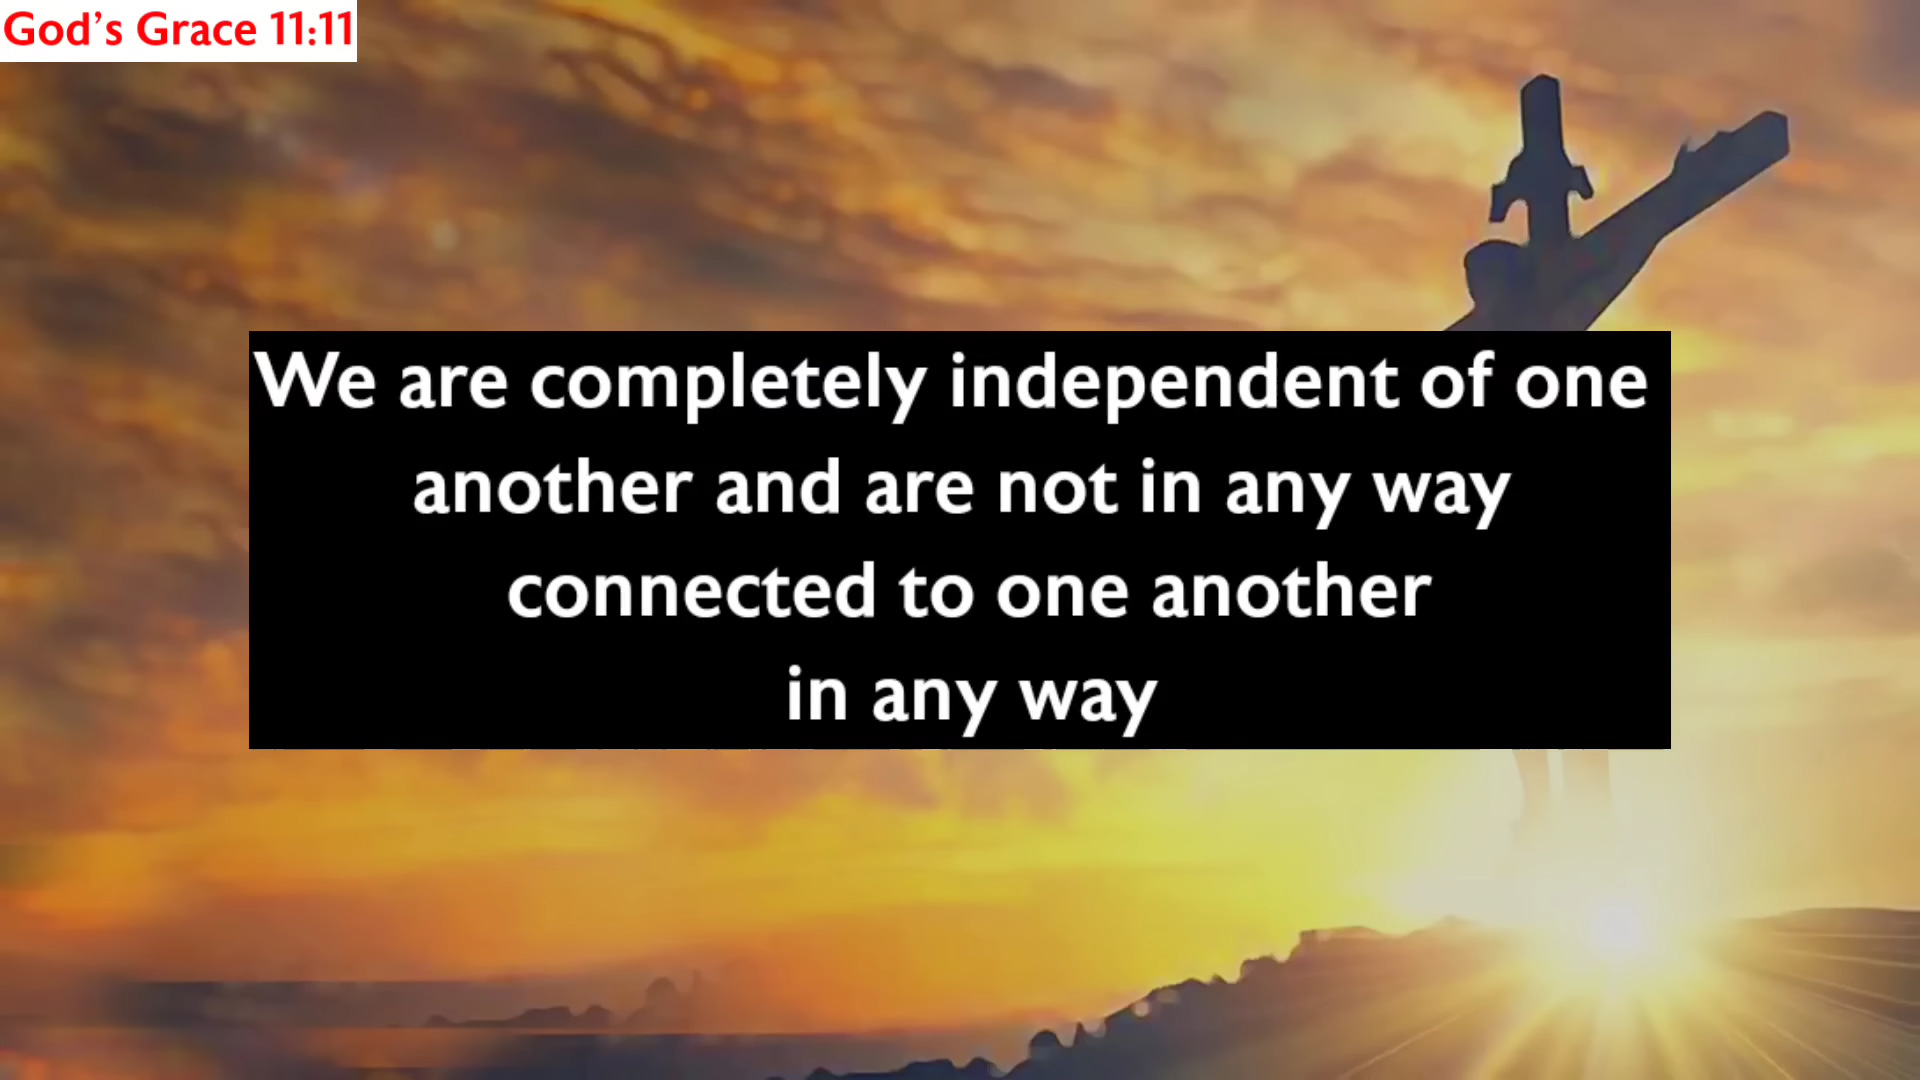 God’s Grace 11:11
We are completely independent of one
another and are not in any way
connected to one another
in any way